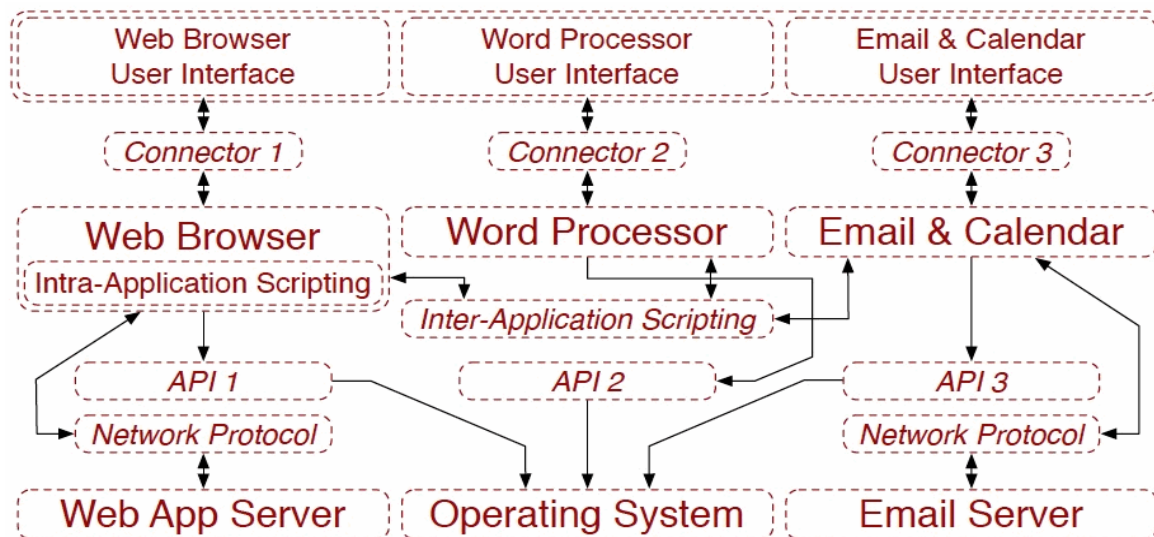 Web Browser
User Interface
Word Processor
User Interface
Email & Calendar
User Interface
Connector 1
Connector 2
Connector 3
Web Browser
Word Processor
Email & Calendar
Intra-Application Scripting
Inter-Application Scripting
API 1
API 2
API 3
Network Protocol
Network Protocol
Web App Server
Operating System
Email Server